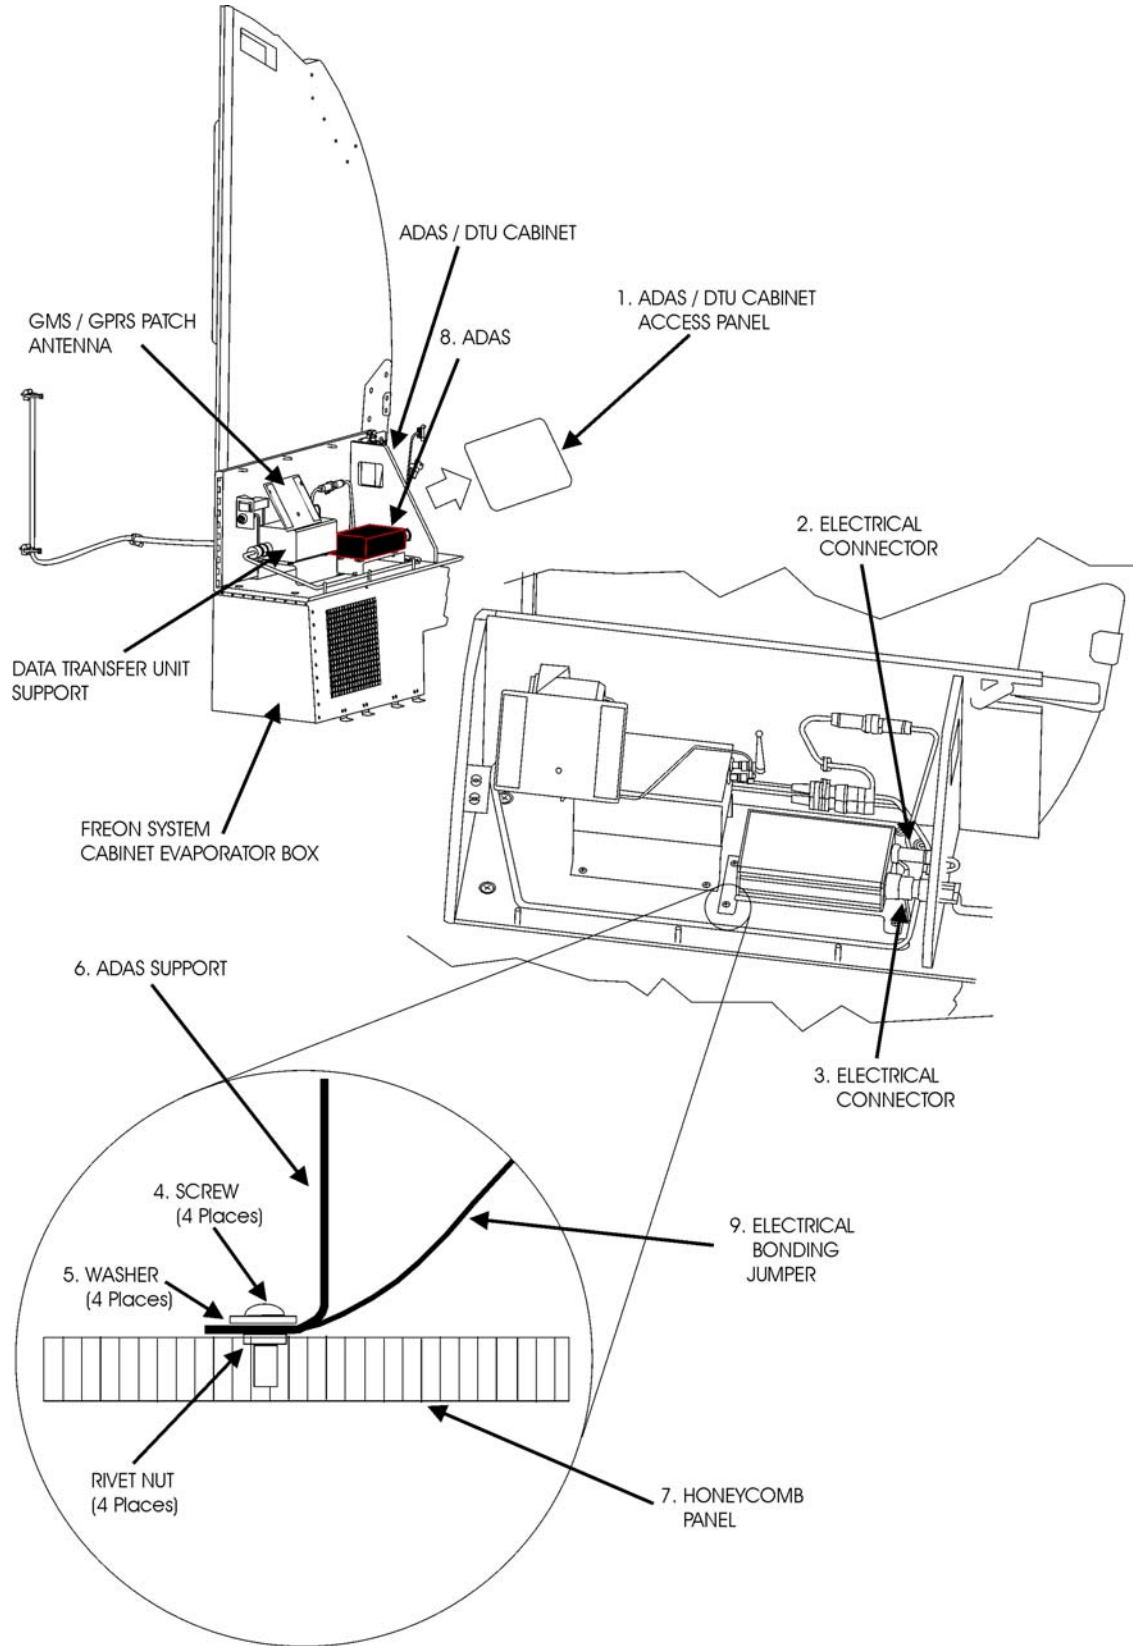 ADAS / DTU CABINET
1. ADAS / DTU CABINET
ACCESS PANEL
GMS / GPRS PATCH
ANTENNA
8. ADAS
2. ELECTRICAL
CONNECTOR
DATA TRANSFER UNIT
SUPPORT
FREON SYSTEM
CABINET EVAPORATOR BOX
6. ADAS SUPPORT
3. ELECTRICAL
CONNECTOR
4. SCREW
(4 Places)
9. ELECTRICAL
BONDING
JUMPER
5. WASHER
(4 Places)
RIVET NUT
(4 Places)
7. HONEYCOMB
PANEL